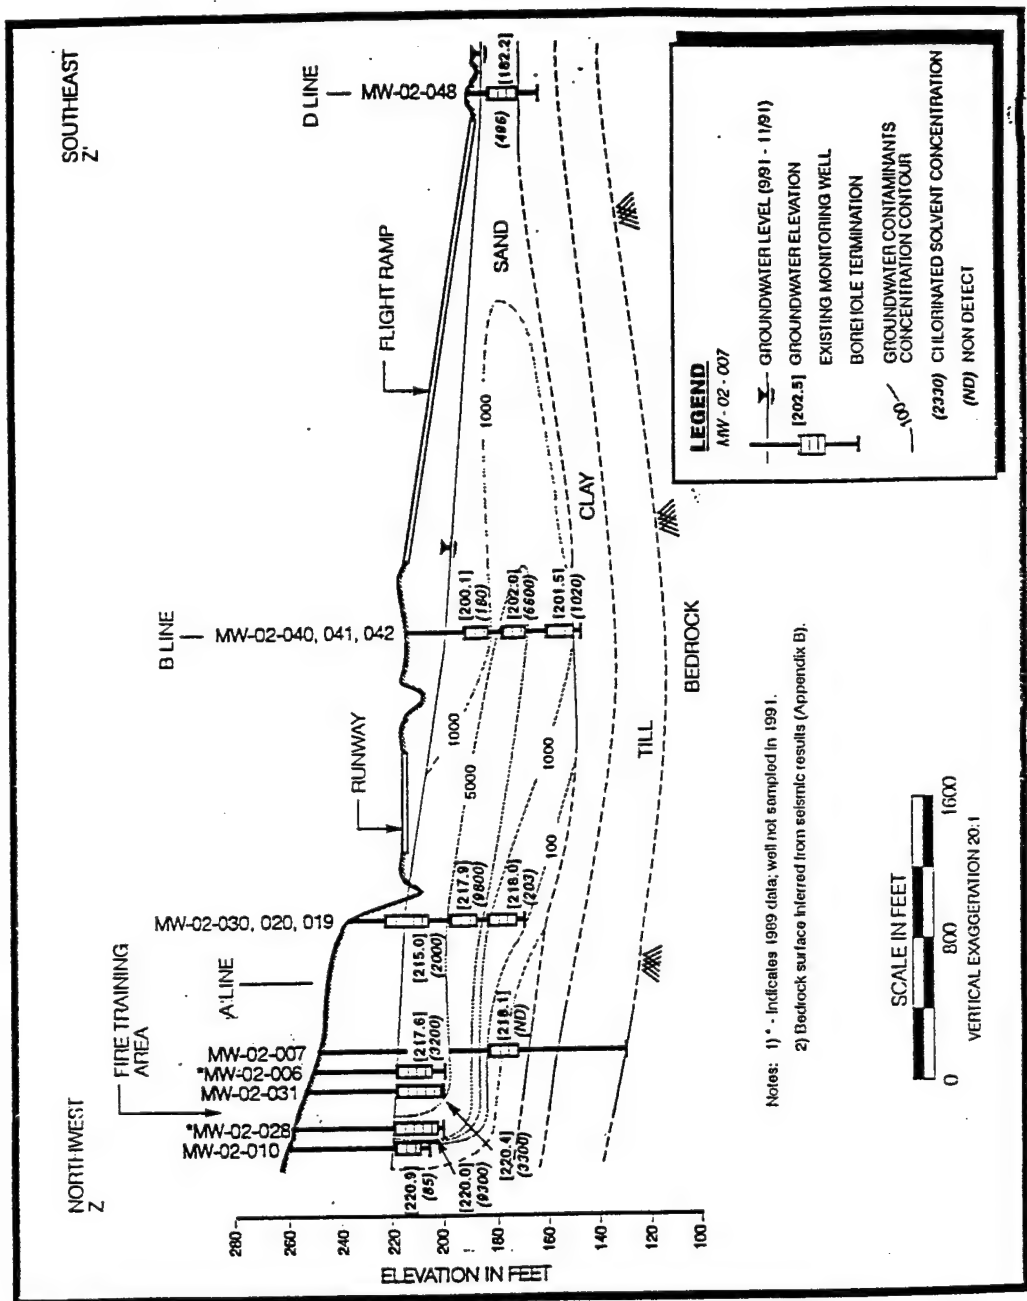 NORTHWEST
Z
SOUTHEAST
Z'
FIRE TRAINING
AREA
A'LINE
B LINE
D LINE
MW-02-010
*MW-02-028
MW-02-031
*MW-02-006
MW-02-007
MW-02-030, 020, 019
MW-02-040, 041, 042
MW-02-048
RUNWAY
FLIGHT RAMP
ELEVATION IN FEET
280
260
240
220
200
180
160
140
120
100
[220.9]
(85)
[220.0]
(9300)
[220.4]
(3300)
[217.6]
(3200)
[218.1]
(ND)
[215.0]
(2000)
[217.9]
(9800)
[218.0]
(203)
[200.1]
(180)
[202.0]
(6600)
[201.5]
(1020)
[182.2]
(496)
1000
5000
1000
100
1000
SAND
CLAY
TILL
BEDROCK
LEGEND
MW - 02 - 007
GROUNDWATER LEVEL (9/91 - 11/91)
[202.5] GROUNDWATER ELEVATION
EXISTING MONITORING WELL
BOREHOLE TERMINATION
100 GROUNDWATER CONTAMINANTS
CONCENTRATION CONTOUR
(2330) CHLORINATED SOLVENT CONCENTRATION
(ND) NON DETECT
Notes: 1) * - Indicates 1989 data; well not sampled in 1991.
2) Bedrock surface inferred from seismic results (Appendix B).
SCALE IN FEET
0 800 1600
VERTICAL EXAGGERATION 20:1